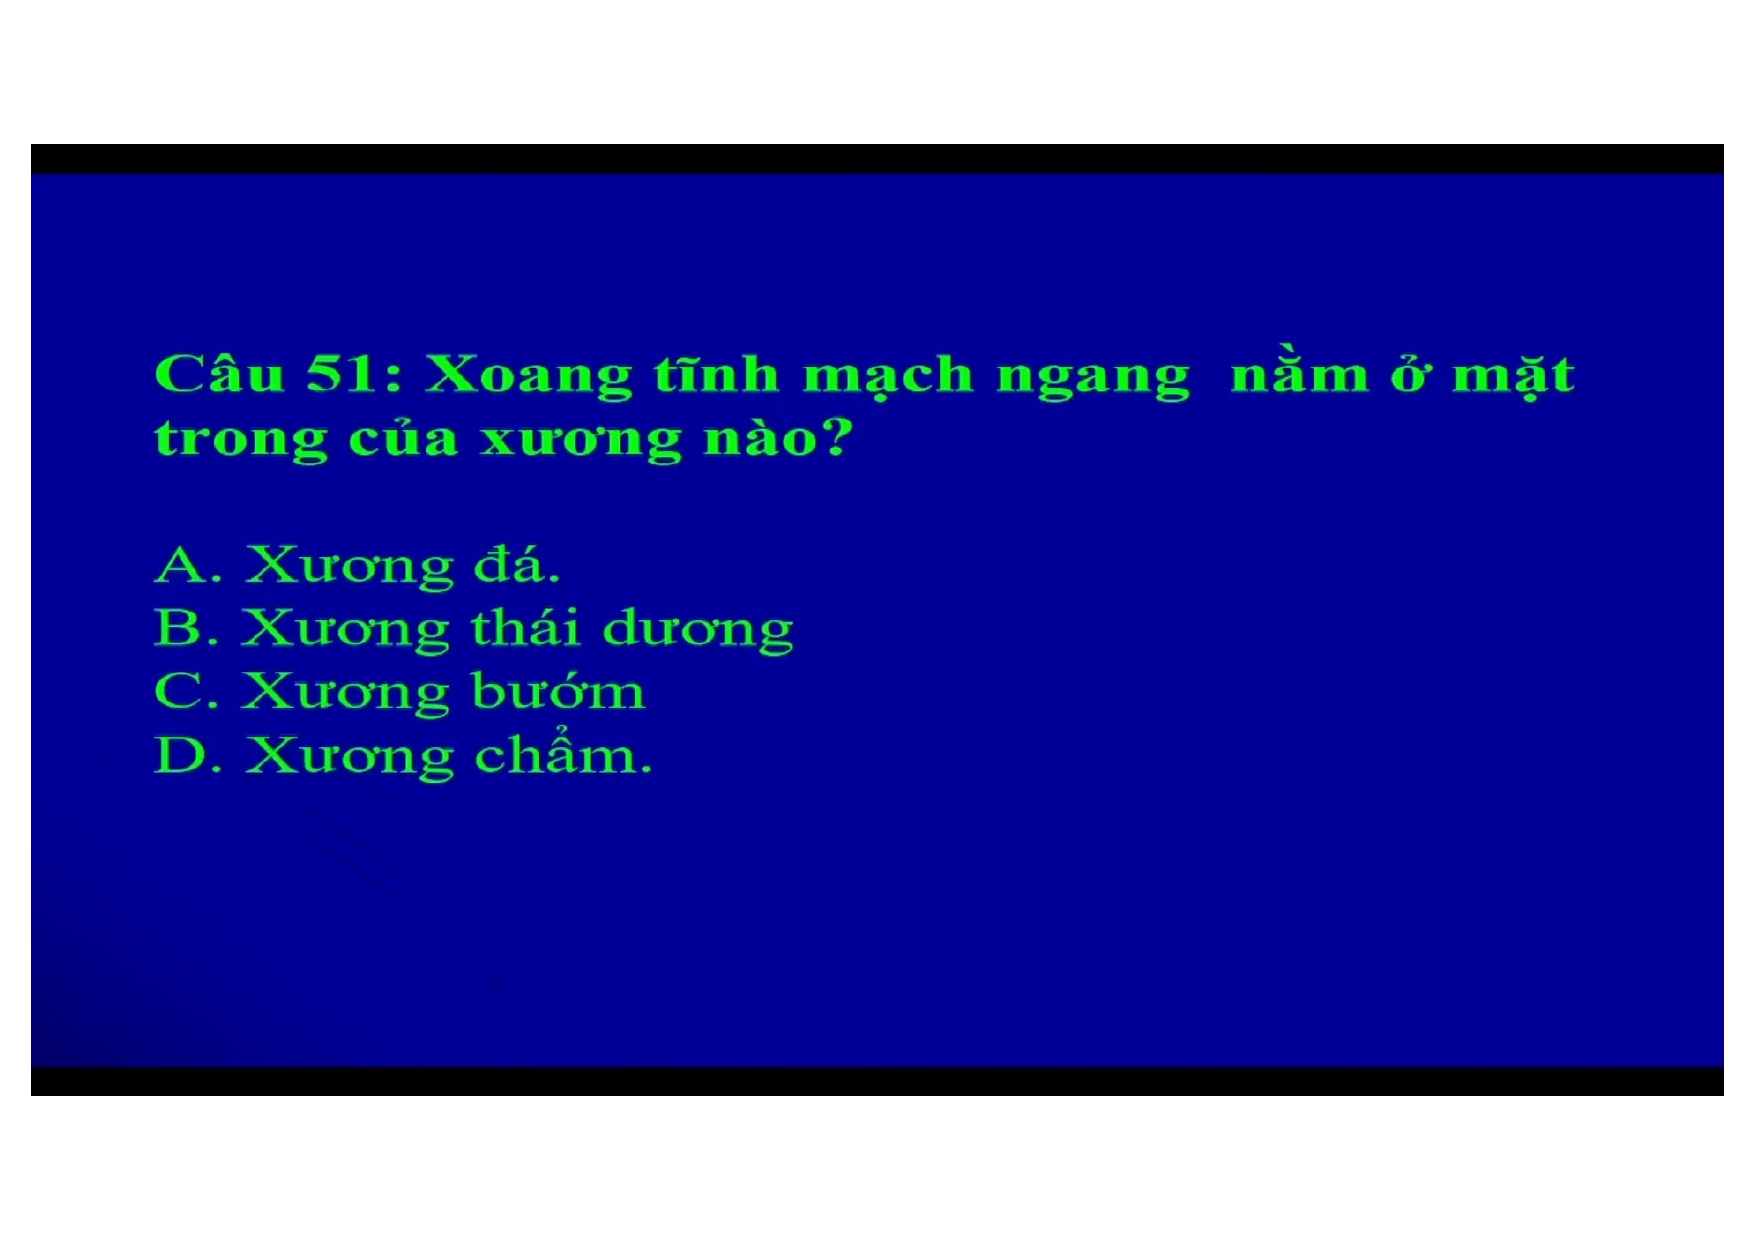 Câu 51: Xoang tĩnh mạch ngang nằm ở mặt
trong của xương nào?
A. Xương đá.
B. Xương thái dương
C. Xương bướm
D. Xương chẩm.